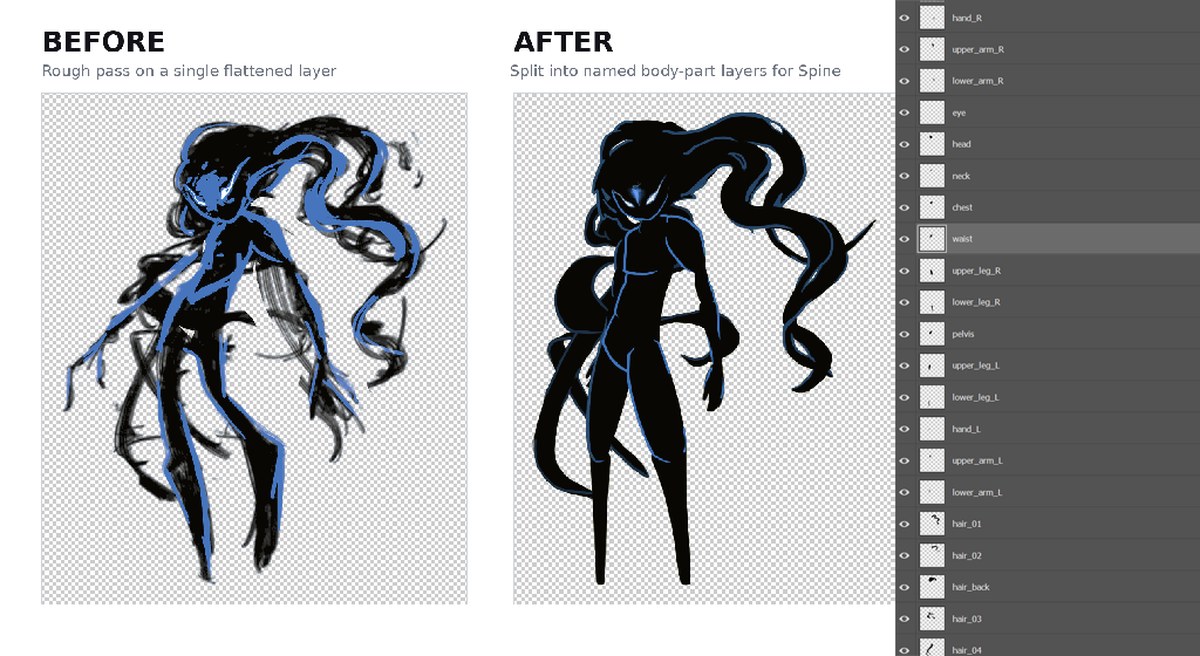 BEFORE
Rough pass on a single flattened layer
AFTER
Split into named body-part layers for Spine
hand_R
upper_arm_R
lower_arm_R
eye
head
neck
chest
waist
upper_leg_R
lower_leg_R
pelvis
upper_leg_L
lower_leg_L
hand_L
upper_arm_L
lower_arm_L
hair_01
hair_02
hair_back
hair_03
hair_04